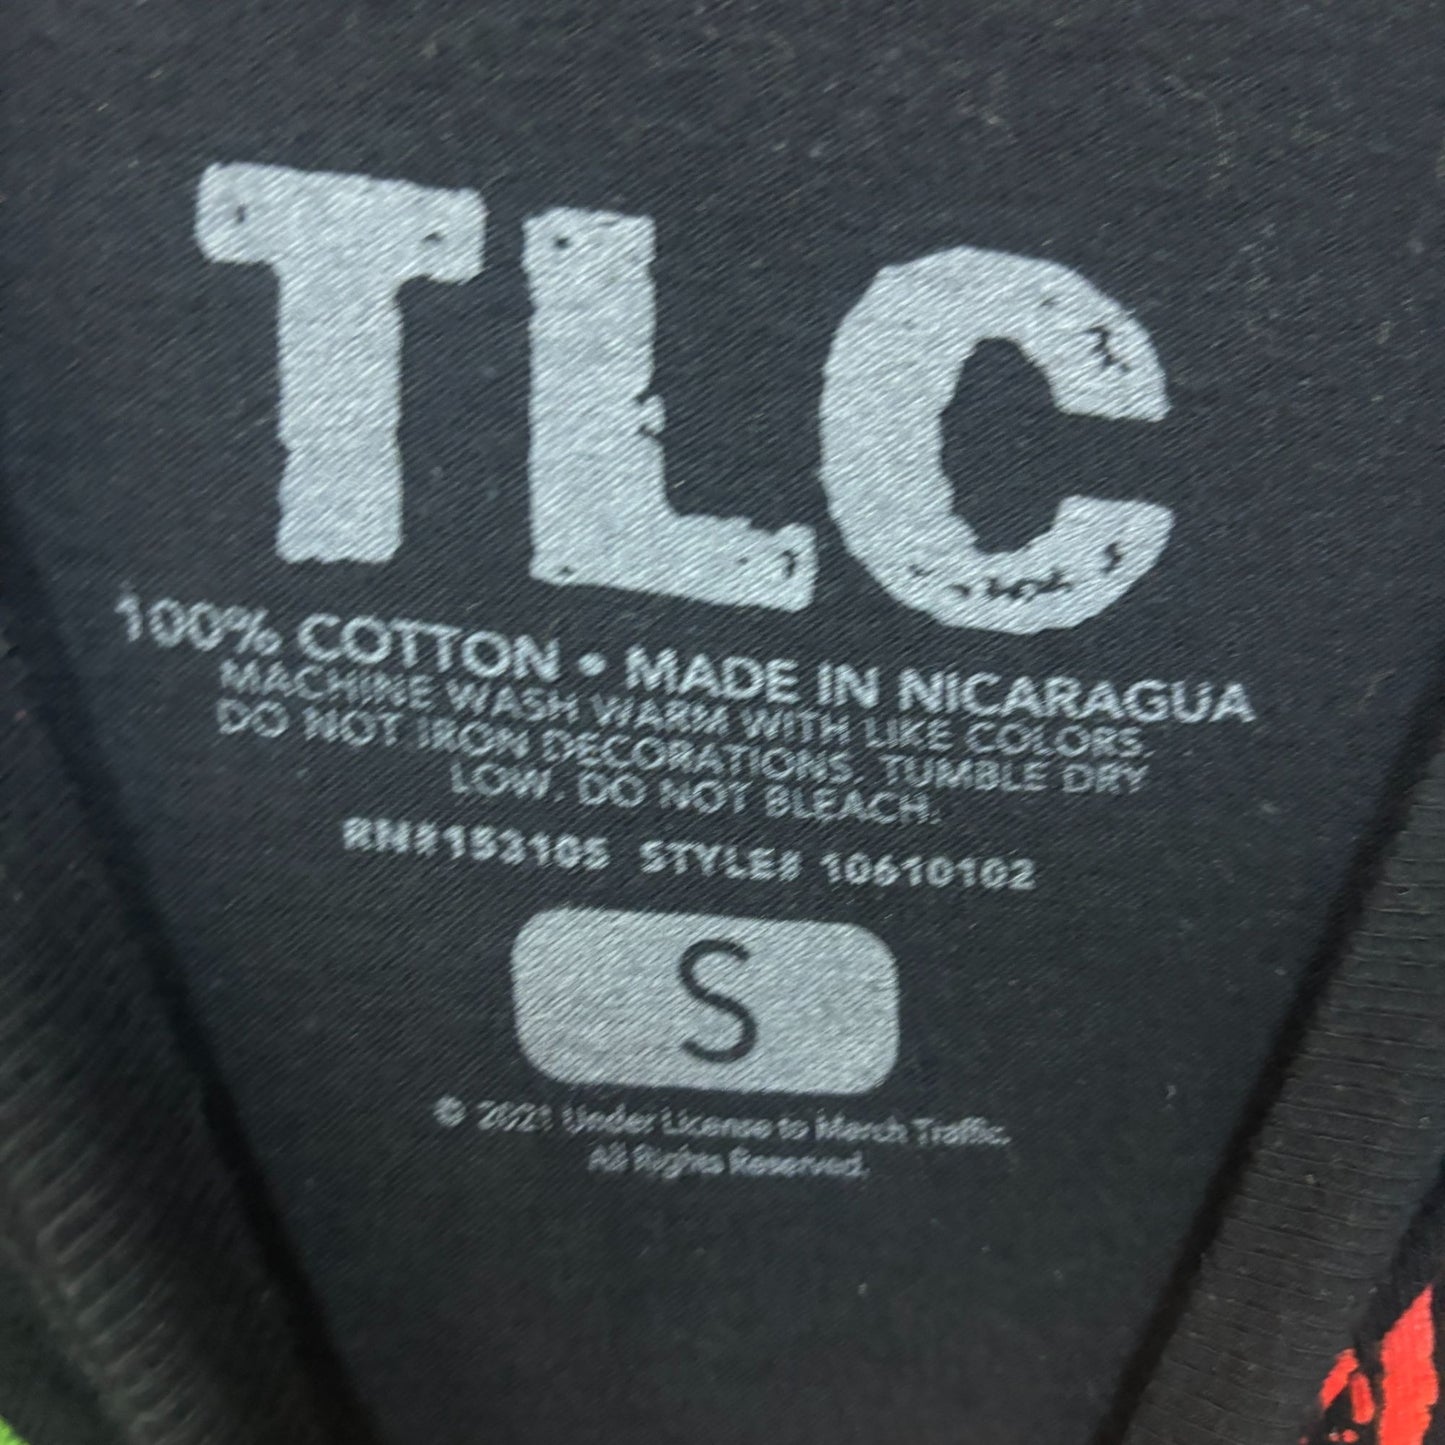 TLC
100% COTTON • MADE IN NICARAGUA
MACHINE WASH WARM WITH LIKE COLORS.
DO NOT IRON DECORATIONS. TUMBLE DRY
LOW. DO NOT BLEACH.
RN#153105 STYLE# 10610102
S
© 2021 Under License to Merch Traffic.
All Rights Reserved.